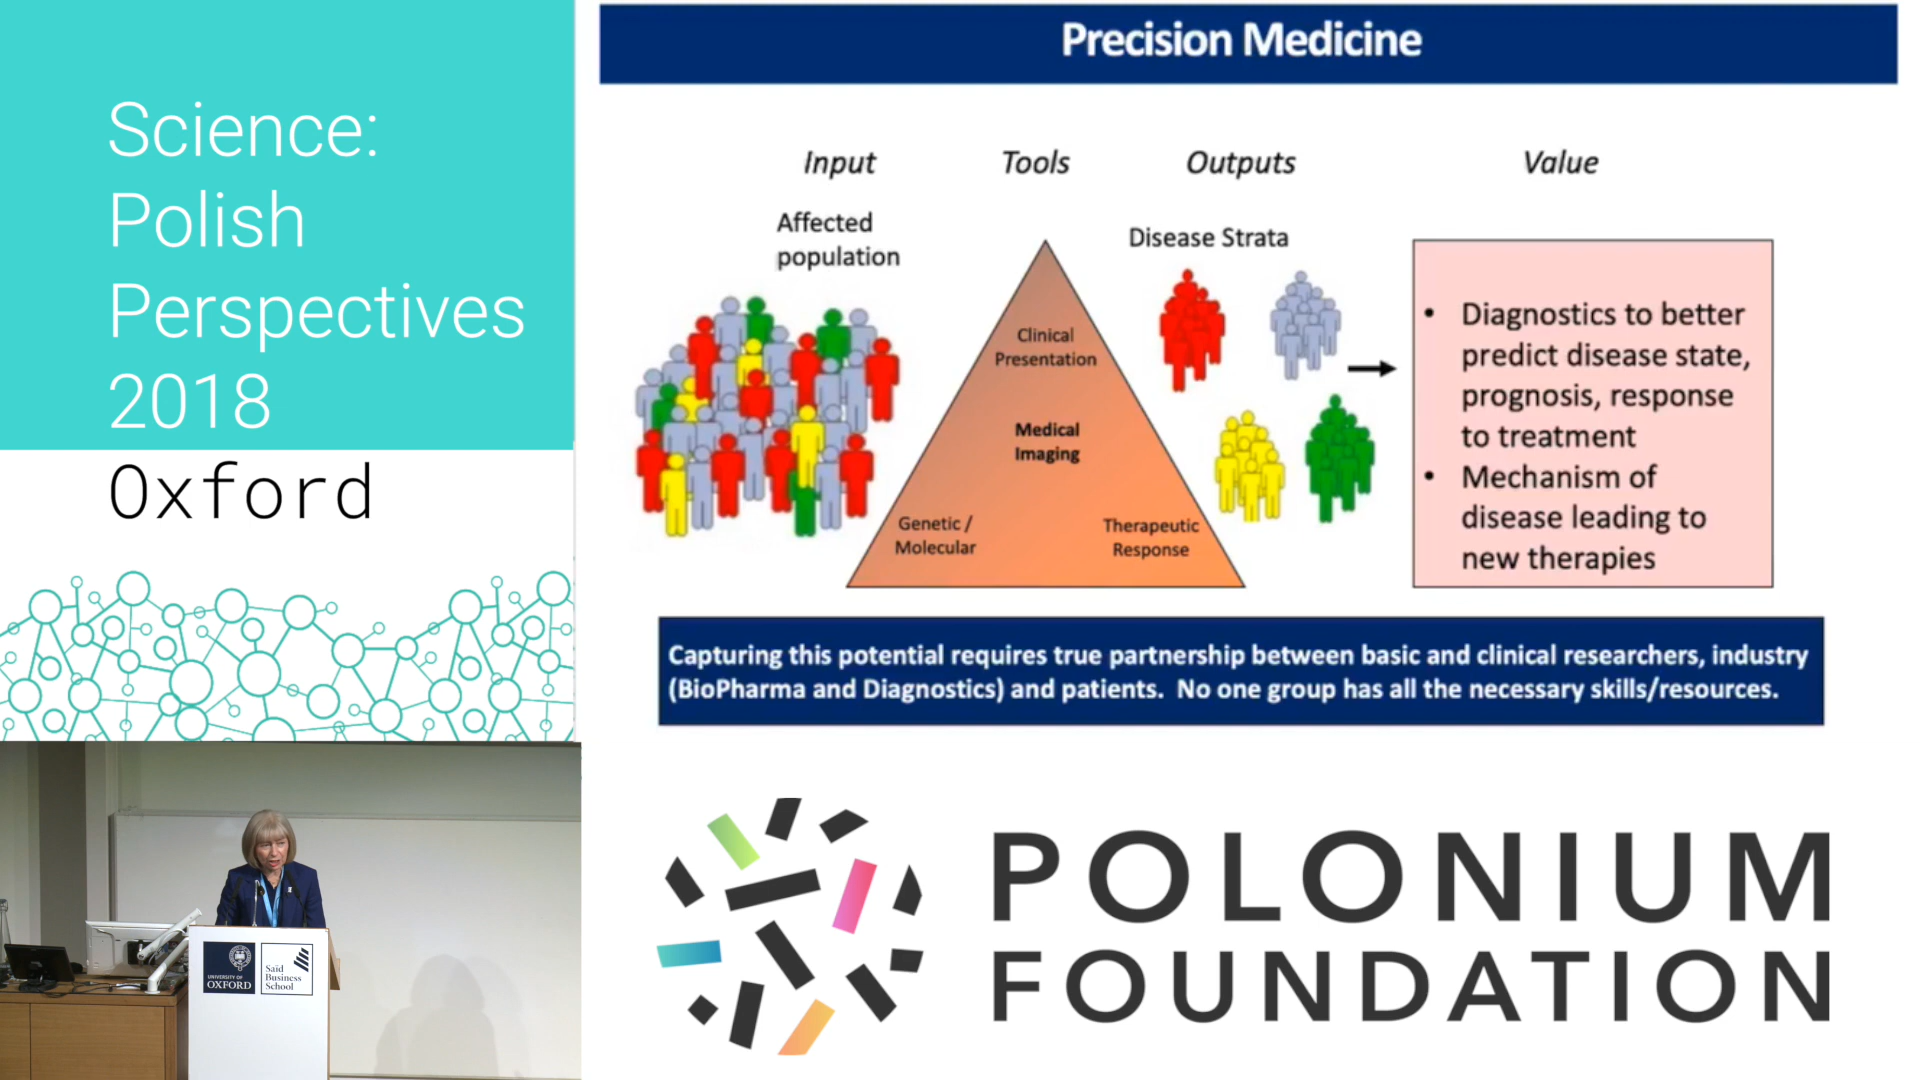 Science:
Polish
Perspectives
2018
Oxford
Precision Medicine
Input
Tools
Outputs
Value
Affected
population
Clinical
Presentation
Medical
Imaging
Genetic /
Molecular
Therapeutic
Response
Disease Strata
• Diagnostics to better
predict disease state,
prognosis, response
to treatment
• Mechanism of
disease leading to
new therapies
Capturing this potential requires true partnership between basic and clinical researchers, industry
(BioPharma and Diagnostics) and patients. No one group has all the necessary skills/resources.
UNIVERSITY OF
OXFORD
Saïd
Business
School
POLONIUM
FOUNDATION